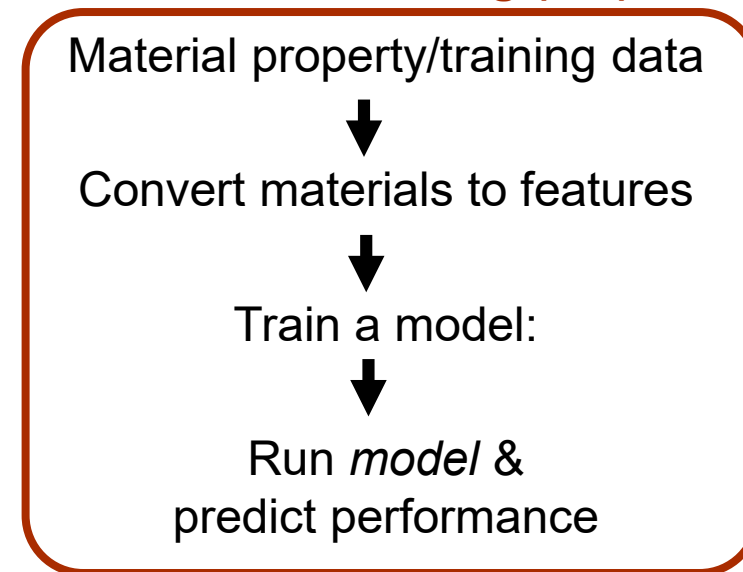 Material property/training data
Convert materials to features
Train a model:
Run model &
predict performance